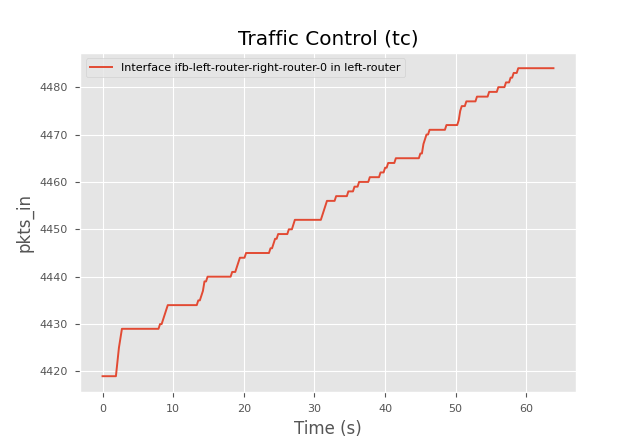 Traffic Control (tc)
Interface ifb-left-router-right-router-0 in left-router
4480
4470
4460
4450
4440
4430
4420
pkts_in
0 10 20 30 40 50 60
Time (s)